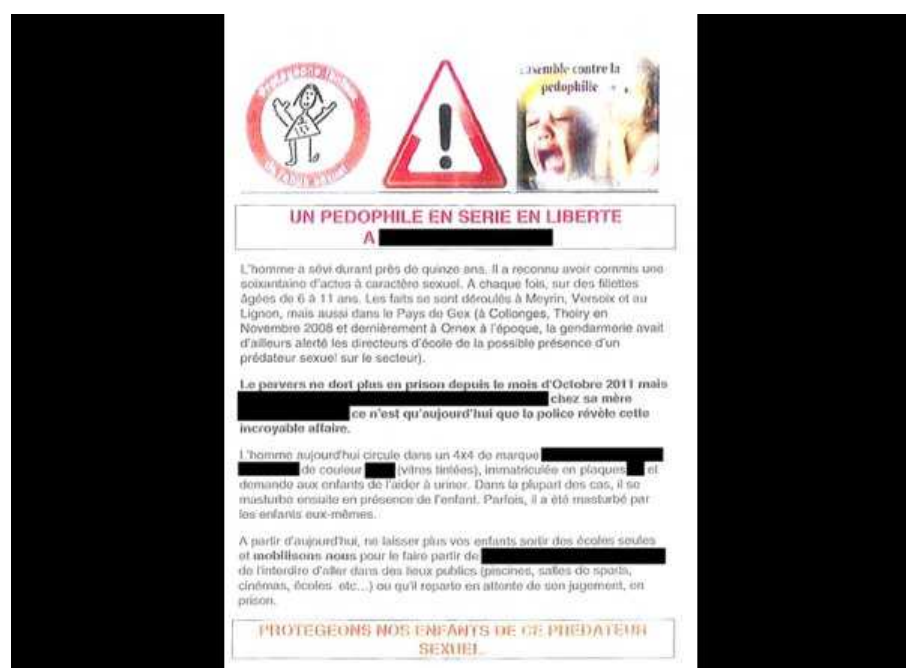 ensemble contre la
pedophilie
UN PEDOPHILE EN SERIE EN LIBERTE
A
L'homme a sévi durant près de quinze ans. Il a reconnu avoir commis une
soixantaine d'actes à caractère sexuel. A chaque fois, sur des fillettes
âgées de 6 à 11 ans. Les faits se sont déroulés à Meyrin, Versoix et au
Lignon, mais aussi dans le Pays de Gex (à Collonges, Thoiry en
Novembre 2008 et dernièrement à Ornex à l'époque, la gendarmerie avait
d'ailleurs alerté les directeurs d'école de la possible présence d'un
prédateur sexuel sur le secteur).
Le pervers ne dort plus en prison depuis le mois d'Octobre 2011 mais
chez sa mère
ce n'est qu'aujourd'hui que la police révèle cette
incroyable affaire.
L'homme aujourd'hui circule dans un 4x4 de marque
de couleur (vitres tintées), immatriculée en plaques et
demande aux enfants de l'aider à uriner. Dans la plupart des cas, il se
masturbe ensuite en présence de l'enfant. Parfois, il a été masturbé par
les enfants eux-mêmes.
A partir d'aujourd'hui, ne laisser plus vos enfants sortir des écoles seules
et mobilisons nous pour le faire partir de
de l'interdire d'aller dans des lieux publics (piscines, salles de sports,
cinémas, écoles etc...) ou qu'il reparte en attente de son jugement, en
prison.
PROTEGEONS NOS ENFANTS DE CE PREDATEUR
SEXUEL